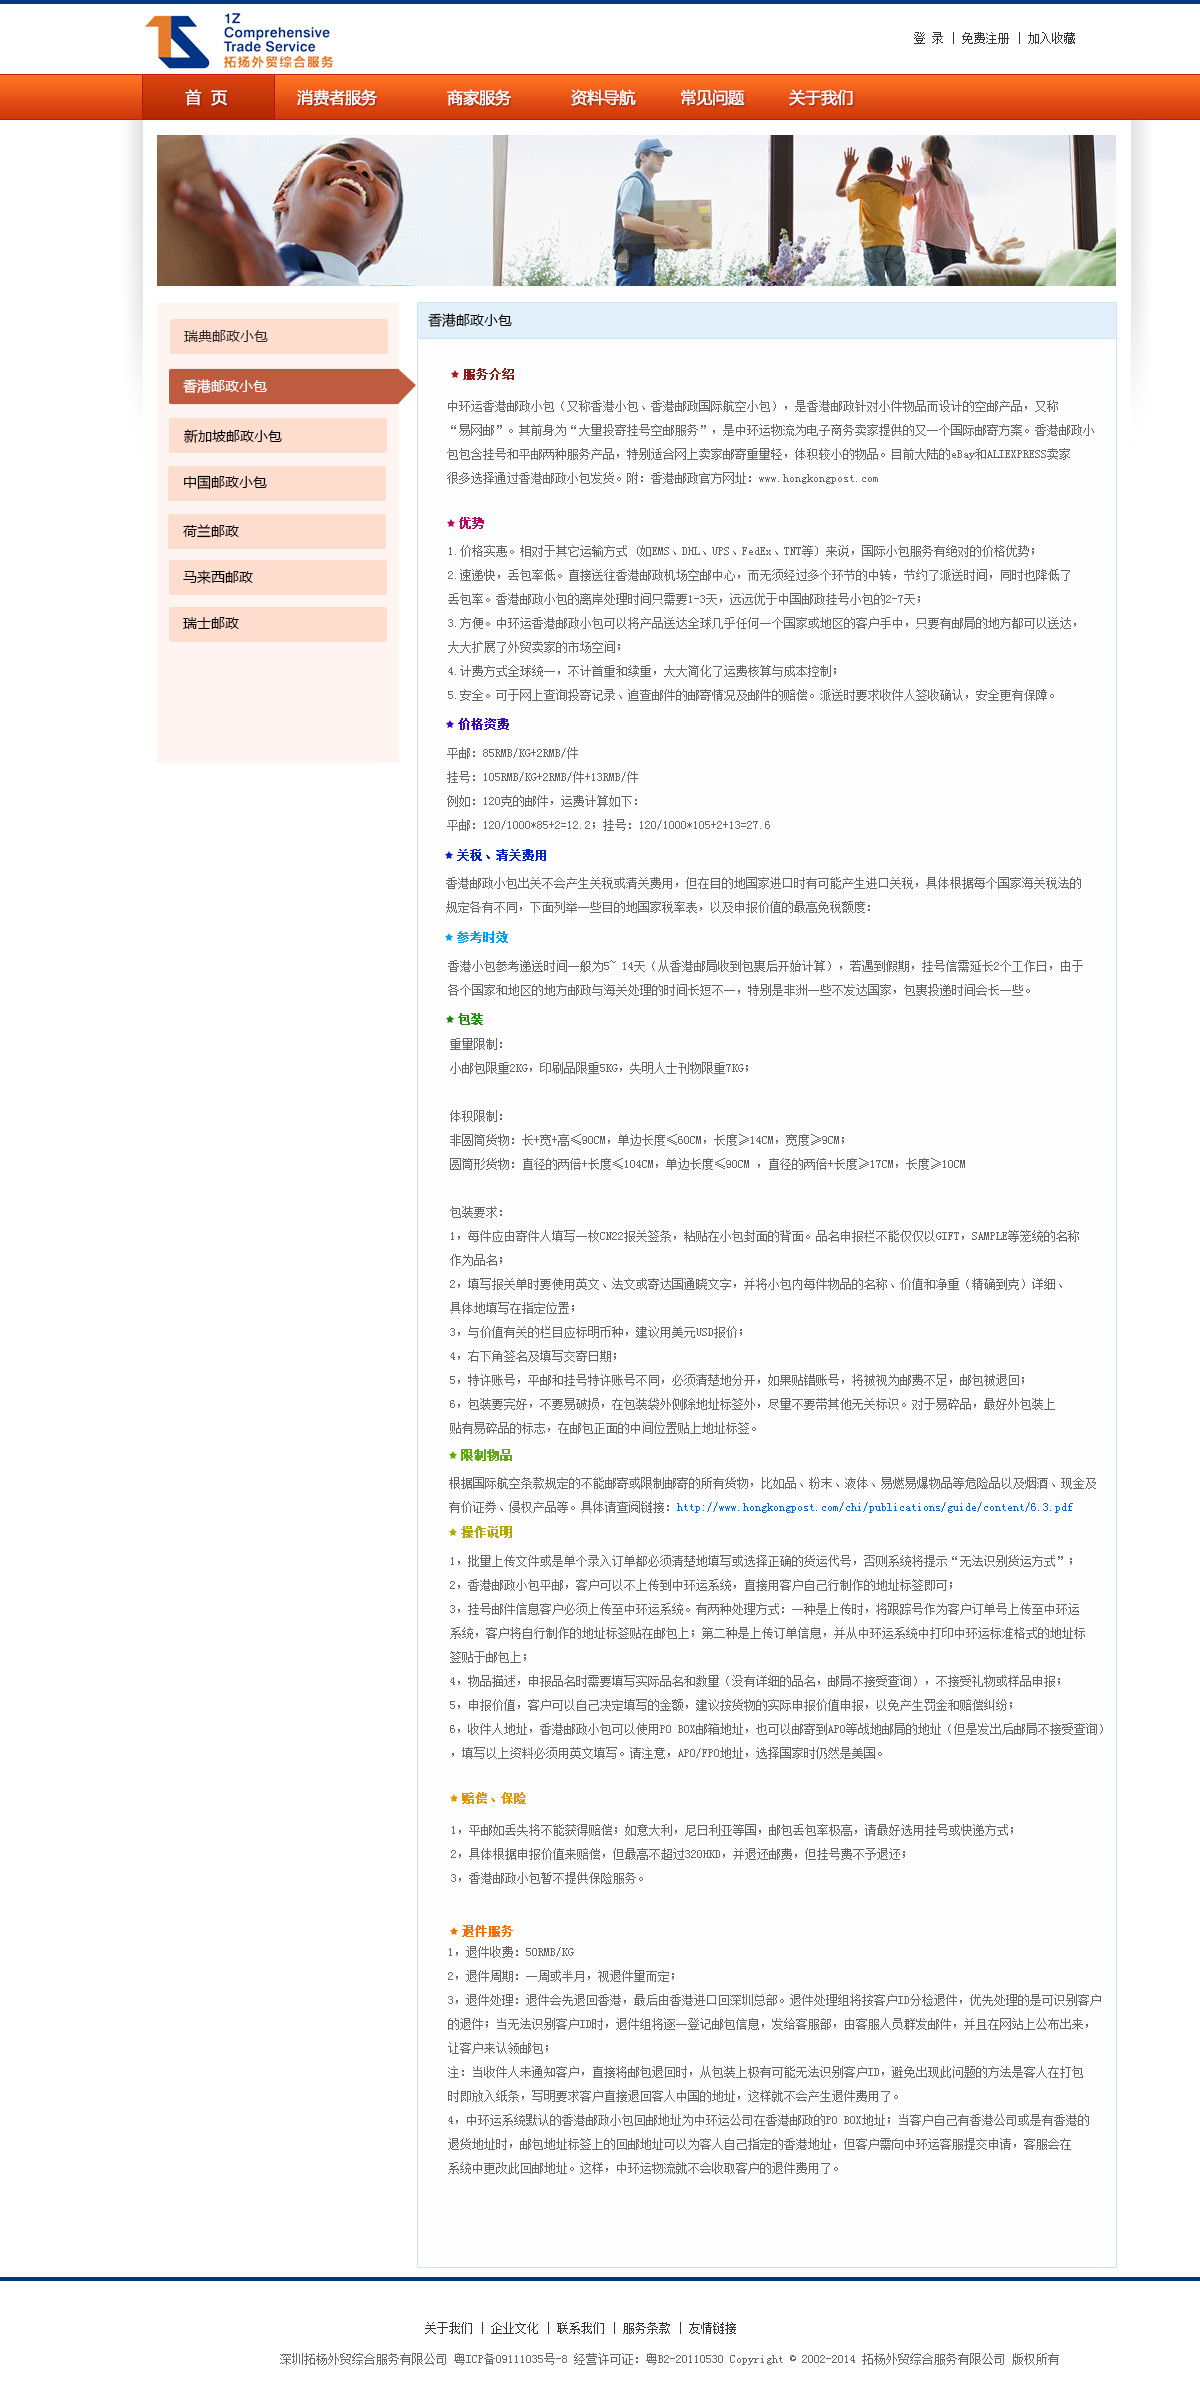 1Z
Comprehensive
Trade Service
拓扬外贸综合服务
登 录 | 免费注册 | 加入收藏
首 页 消费者服务 商家服务 资料导航 常见问题 关于我们
瑞典邮政小包
香港邮政小包
新加坡邮政小包
中国邮政小包
荷兰邮政
马来西邮政
瑞士邮政
香港邮政小包
★ 服务介绍
中环运香港邮政小包（又称香港小包、香港邮政国际航空小包），是香港邮政针对小件物品而设计的空邮产品，又称
“易网邮”。其前身为“大量投寄挂号空邮服务”，是中环运物流为电子商务卖家提供的又一个国际邮寄方案。香港邮政小
包包含挂号和平邮两种服务产品，特别适合网上卖家邮寄重量轻，体积较小的物品。目前大陆的eBay和ALIEXPRESS卖家
很多选择通过香港邮政小包发货。附：香港邮政官方网址：www.hongkongpost.com
★ 优势
1.价格实惠。相对于其它运输方式（如EMS、DHL、UPS、FedEx、TNT等）来说，国际小包服务有绝对的价格优势；
2.速递快，丢包率低。直接送往香港邮政机场空邮中心，而无须经过多个环节的中转，节约了派送时间，同时也降低了
丢包率。香港邮政小包的离岸处理时间只需要1-3天，远远优于中国邮政挂号小包的2-7天；
3.方便。中环运香港邮政小包可以将产品送达全球几乎任何一个国家或地区的客户手中，只要有邮局的地方都可以送达，
大大扩展了外贸卖家的市场空间；
4.计费方式全球统一，不计首重和续重，大大简化了运费核算与成本控制；
5.安全。可于网上查询投寄记录、追查邮件的邮寄情况及邮件的赔偿。派送时要求收件人签收确认，安全更有保障。
★ 价格资费
平邮：85RMB/KG+2RMB/件
挂号：105RMB/KG+2RMB/件+13RMB/件
例如：120克的邮件，运费计算如下：
平邮：120/1000*85+2=12.2；挂号：120/1000*105+2+13=27.6
★ 关税、清关费用
香港邮政小包出关不会产生关税或清关费用，但在目的地国家进口时有可能产生进口关税，具体根据每个国家海关税法的
规定各有不同，下面列举一些目的地国家税率表，以及申报价值的最高免税额度：
★ 参考时效
香港小包参考递送时间一般为5~ 14天（从香港邮局收到包裹后开始计算），若遇到假期，挂号信需延长2个工作日，由于
各个国家和地区的地方邮政与海关处理的时间长短不一，特别是非洲一些不发达国家，包裹投递时间会长一些。
★ 包装
重量限制：
小邮包限重2KG，印刷品限重5KG，失明人士刊物限重7KG；
体积限制：
非圆筒货物：长+宽+高≤90CM，单边长度≤60CM，长度≥14CM，宽度≥9CM；
圆筒形货物：直径的两倍+长度≤104CM，单边长度≤90CM ，直径的两倍+长度≥17CM，长度≥10CM
包装要求：
1，每件应由寄件人填写一枚CN22报关签条，粘贴在小包封面的背面。品名申报栏不能仅仅以GIFT，SAMPLE等笼统的名称
作为品名；
2，填写报关单时要使用英文、法文或寄达国通晓文字，并将小包内每件物品的名称、价值和净重（精确到克）详细、
具体地填写在指定位置；
3，与价值有关的栏目应标明币种，建议用美元USD报价；
4，右下角签名及填写交寄日期；
5，特许账号，平邮和挂号特许账号不同，必须清楚地分开，如果贴错账号，将被视为邮费不足，邮包被退回；
6，包装要完好，不要易破损，在包装袋外侧除地址标签外，尽量不要带其他无关标识。对于易碎品，最好外包装上
贴有易碎品的标志，在邮包正面的中间位置贴上地址标签。
★ 限制物品
根据国际航空条款规定的不能邮寄或限制邮寄的所有货物，比如品、粉末、液体、易燃易爆物品等危险品以及烟酒、现金及
有价证券、侵权产品等。具体请查阅链接：http://www.hongkongpost.com/chi/publications/guide/content/6.3.pdf
★ 操作说明
1，批量上传文件或是单个录入订单都必须清楚地填写或选择正确的货运代号，否则系统将提示“无法识别货运方式”；
2，香港邮政小包平邮，客户可以不上传到中环运系统，直接用客户自己行制作的地址标签即可；
3，挂号邮件信息客户必须上传至中环运系统。有两种处理方式：一种是上传时，将跟踪号作为客户订单号上传至中环运
系统，客户将自行制作的地址标签贴在邮包上；第二种是上传订单信息，并从中环运系统中打印中环运标准格式的地址标
签贴于邮包上；
4，物品描述，申报品名时需要填写实际品名和数量（没有详细的品名，邮局不接受查询），不接受礼物或样品申报；
5，申报价值，客户可以自己决定填写的金额，建议按货物的实际申报价值申报，以免产生罚金和赔偿纠纷；
6，收件人地址，香港邮政小包可以使用PO BOX邮箱地址，也可以邮寄到APO等战地邮局的地址（但是发出后邮局不接受查询）
，填写以上资料必须用英文填写。请注意，APO/FPO地址，选择国家时仍然是美国。
★ 赔偿、保险
1，平邮如丢失将不能获得赔偿；如意大利，尼日利亚等国，邮包丢包率极高，请最好选用挂号或快递方式；
2，具体根据申报价值来赔偿，但最高不超过320HKD，并退还邮费，但挂号费不予退还；
3，香港邮政小包暂不提供保险服务。
★ 退件服务
1，退件收费：50RMB/KG
2，退件周期：一周或半月，视退件量而定；
3，退件处理：退件会先退回香港，最后由香港进口回深圳总部。退件处理组将按客户ID分检退件，优先处理的是可识别客户
的退件；当无法识别客户ID时，退件组将逐一登记邮包信息，发给客服部，由客服人员群发邮件，并且在网站上公布出来，
让客户来认领邮包；
注：当收件人未通知客户，直接将邮包退回时，从包装上极有可能无法识别客户ID，避免出现此问题的方法是客人在打包
时即放入纸条，写明要求客户直接退回客人中国的地址，这样就不会产生退件费用了。
4，中环运系统默认的香港邮政小包回邮地址为中环运公司在香港邮政的PO BOX地址；当客户自己有香港公司或是有香港的
退货地址时，邮包地址标签上的回邮地址可以为客人自己指定的香港地址，但客户需向中环运客服提交申请，客服会在
系统中更改此回邮地址。这样，中环运物流就不会收取客户的退件费用了。
关于我们 | 企业文化 | 联系我们 | 服务条款 | 友情链接
深圳拓杨外贸综合服务有限公司 粤ICP备09111035号-8 经营许可证：粤B2-20110530 Copyright © 2002-2014 拓杨外贸综合服务有限公司 版权所有